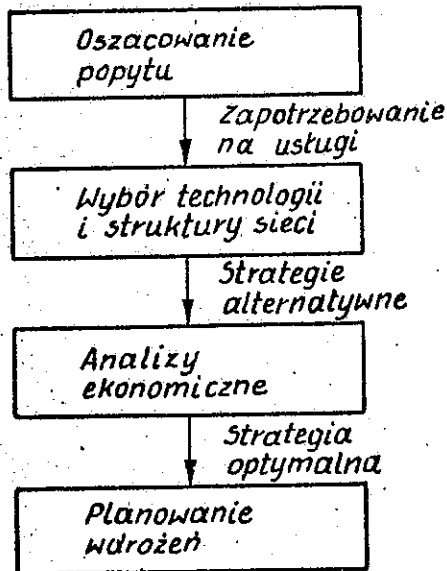 Oszacowanie
popytu
Zapotrzebowanie
na usługi
Wybór technologii
i struktury sieci
Strategie
alternatywne
Analizy
ekonomiczne
Strategia
optymalna
Planowanie
wdrożeń